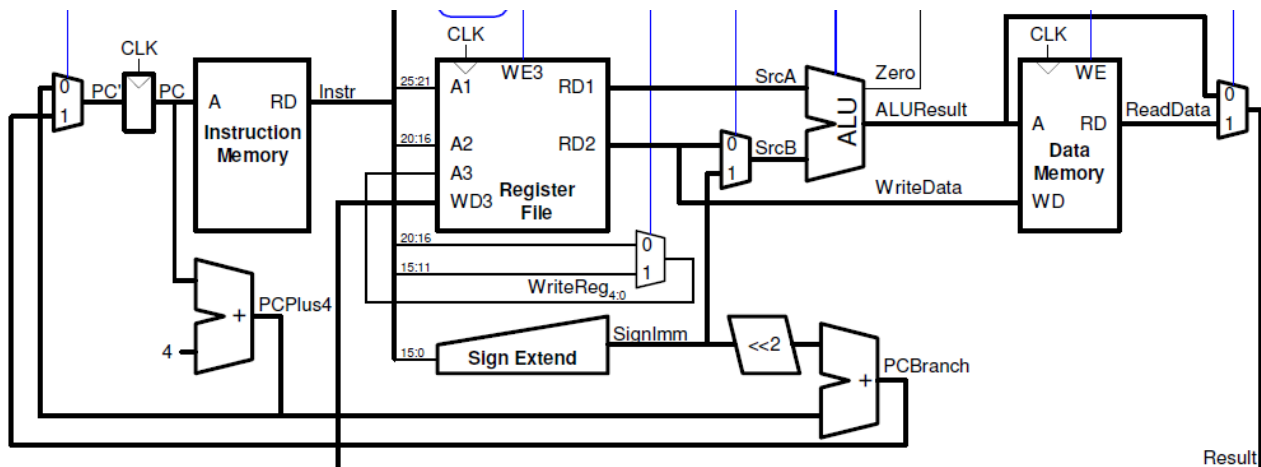 CLK
CLK
CLK
0
1
PC'
PC
A
RD
Instruction
Memory
Instr
25:21
20:16
A1
A2
A3
WD3
WE3
RD1
RD2
Register
File
20:16
15:11
0
1
WriteReg4:0
15:0
Sign Extend
SignImm
0
1
SrcA
SrcB
ALU
Zero
ALUResult
WriteData
WE
A
RD
Data
Memory
WD
ReadData
0
1
4
+
PCPlus4
<<2
+
PCBranch
Result